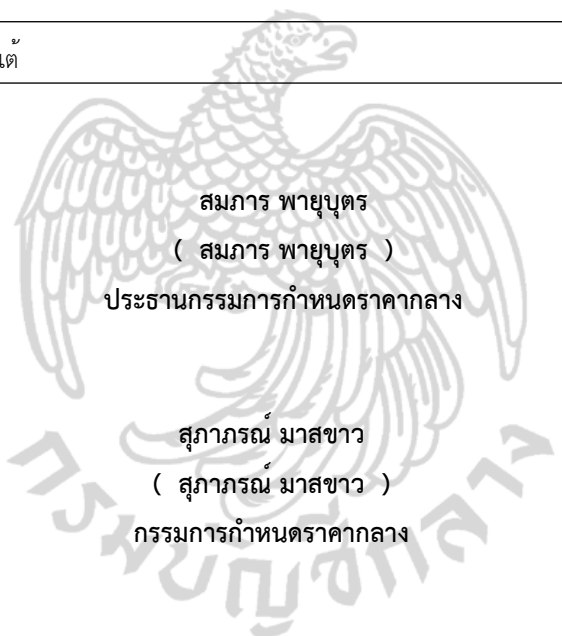 เต้
สมภาร พายุบุตร
( สมภาร พายุบุตร )
ประธานกรรมการกำหนดราคากลาง
สุภาภรณ์ มาสขาว
( สุภาภรณ์ มาสขาว )
กรรมการกำหนดราคากลาง
กรมบัญชีกลาง